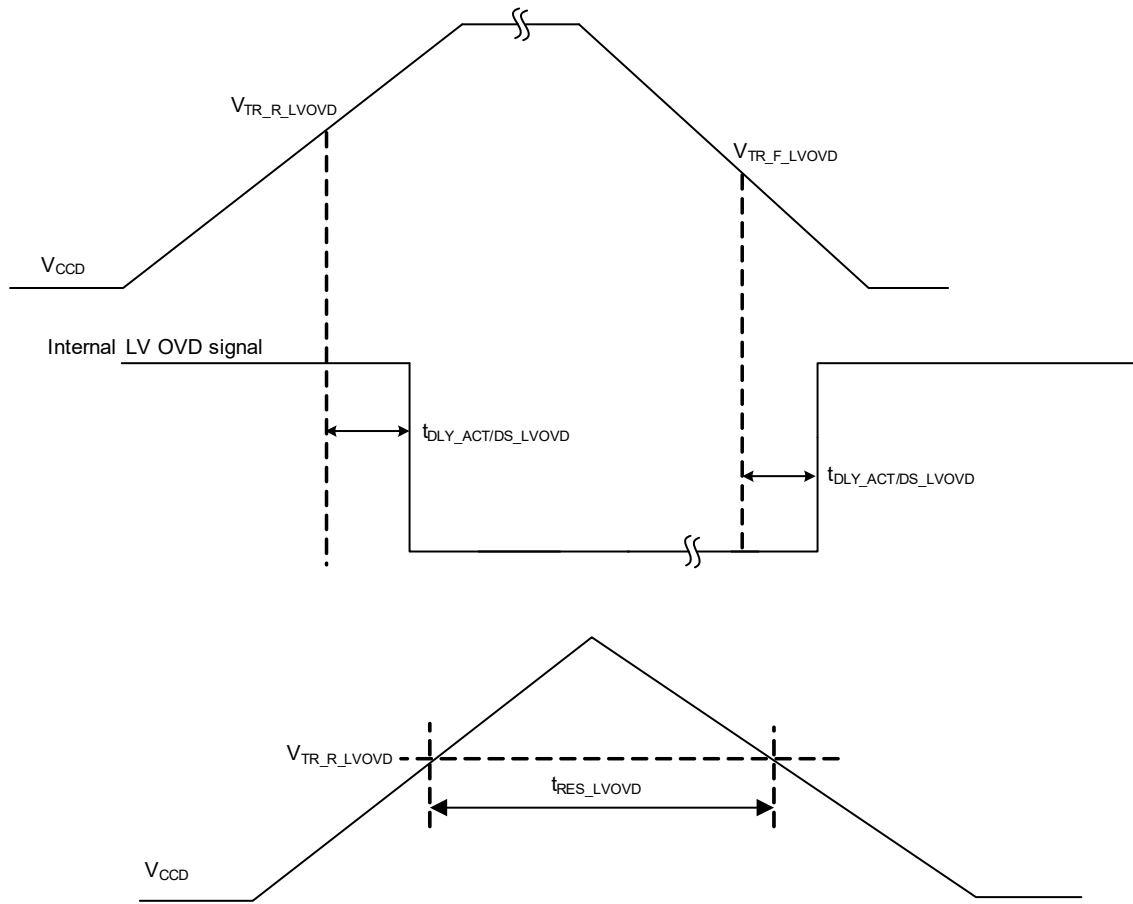 VTR_R_LVOVD
VTR_F_LVOVD
VCCD
Internal LV OVD signal
tDLY_ACT/DS_LVOVD
tDLY_ACT/DS_LVOVD
VTR_R_LVOVD
tRES_LVOVD
VCCD